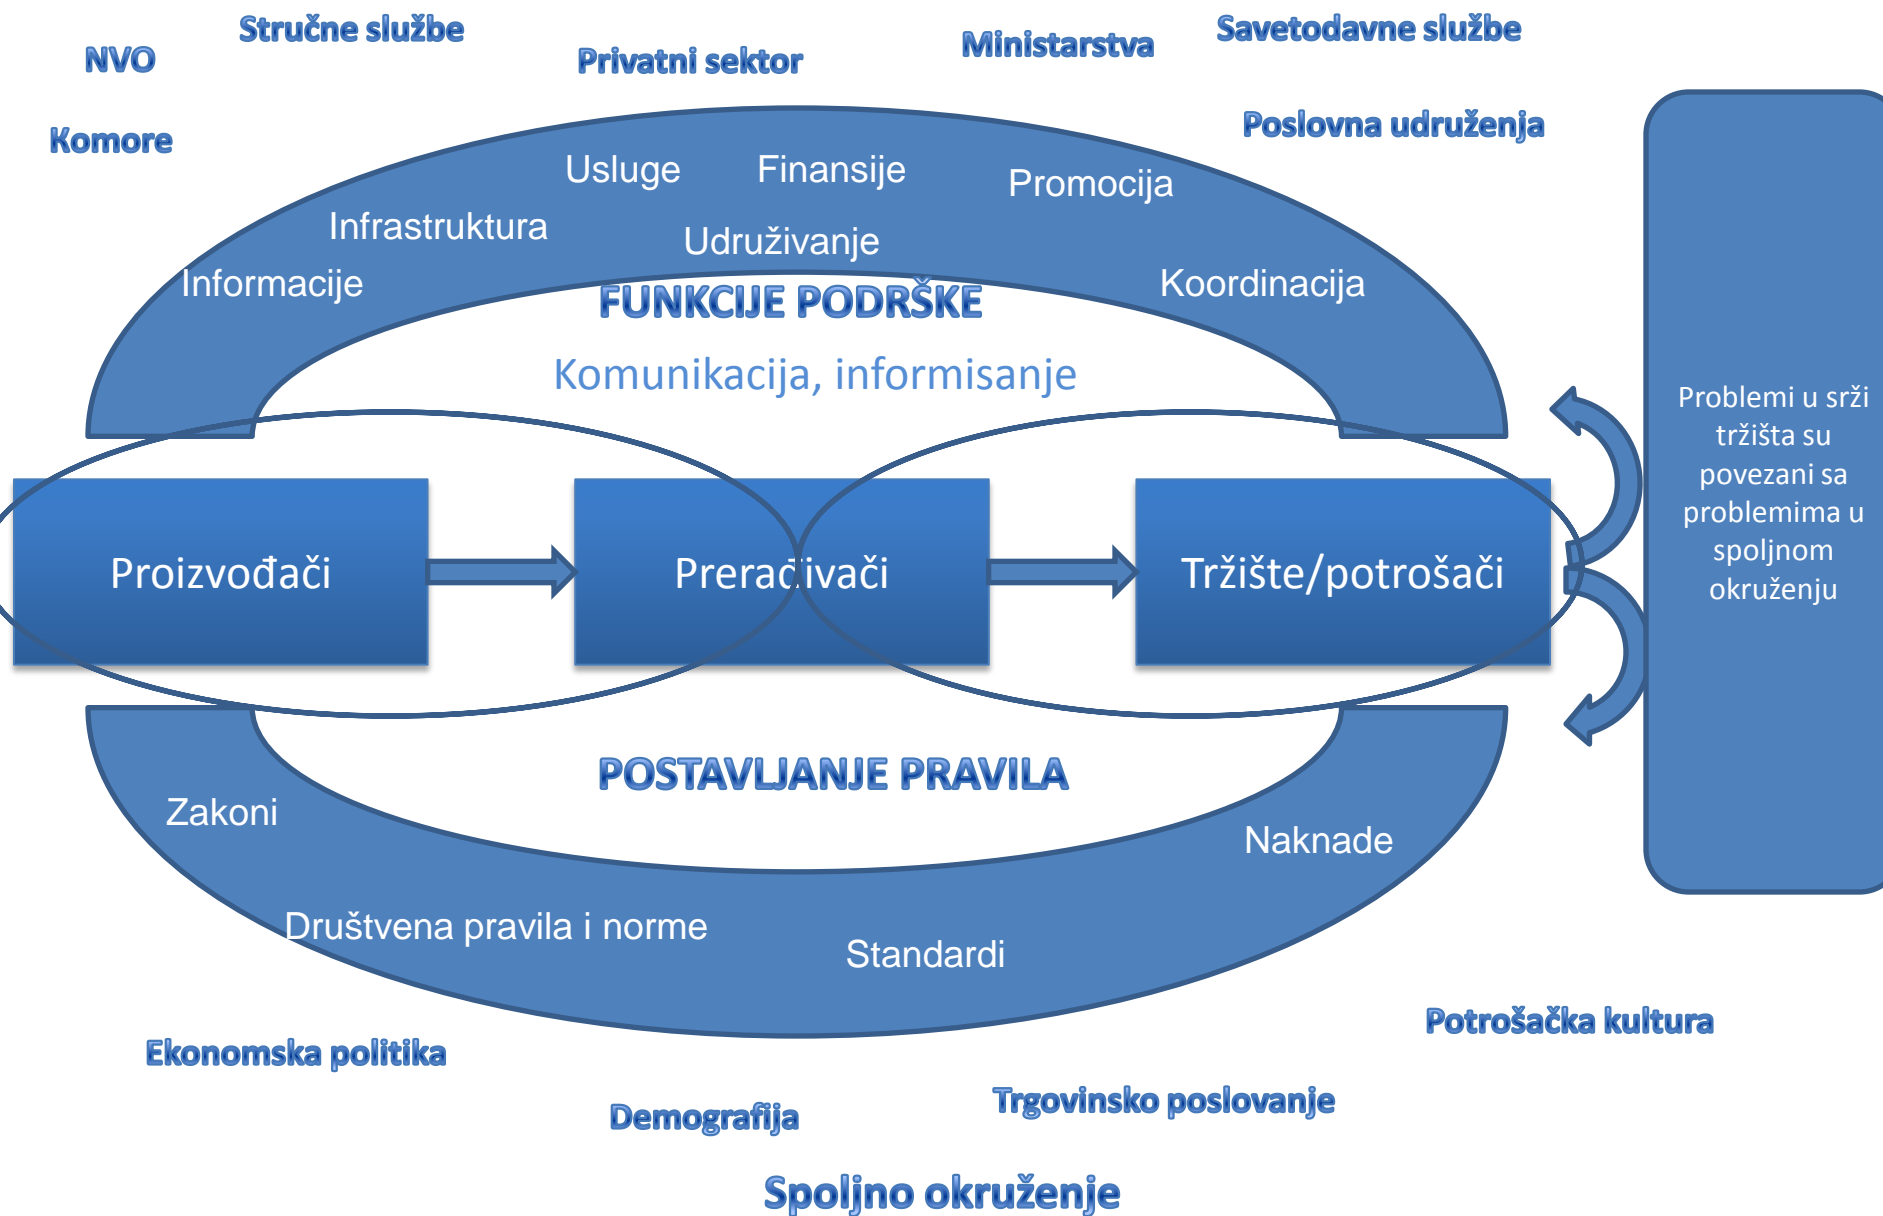 Stručne službe
Savetodavne službe
NVO
Privatni sektor
Ministarstva
Komore
Poslovna udruženja
Usluge
Finansije
Promocija
Infrastruktura
Udruživanje
Informacije
Koordinacija
FUNKCIJE PODRŠKE
Komunikacija, informisanje
Proizvođači
Prerađivači
Tržište/potrošači
Problemi u srži
tržišta su
povezani sa
problemima u
spoljnom
okruženju
POSTAVLJANJE PRAVILA
Zakoni
Naknade
Društvena pravila i norme
Standardi
Potrošačka kultura
Ekonomska politika
Demografija
Trgovinsko poslovanje
Spoljno okruženje